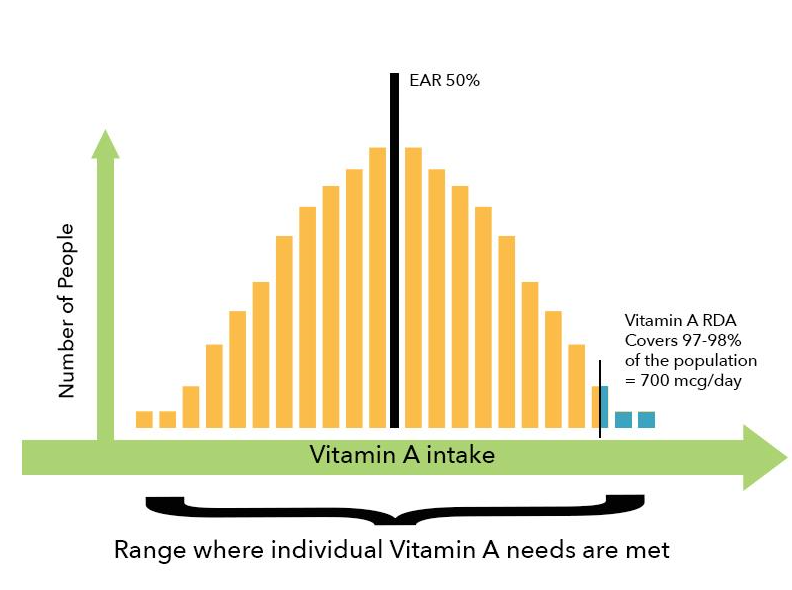 EAR 50%
Number of People
Vitamin A RDA
Covers 97-98%
of the population
= 700 mcg/day
Vitamin A intake
Range where individual Vitamin A needs are met